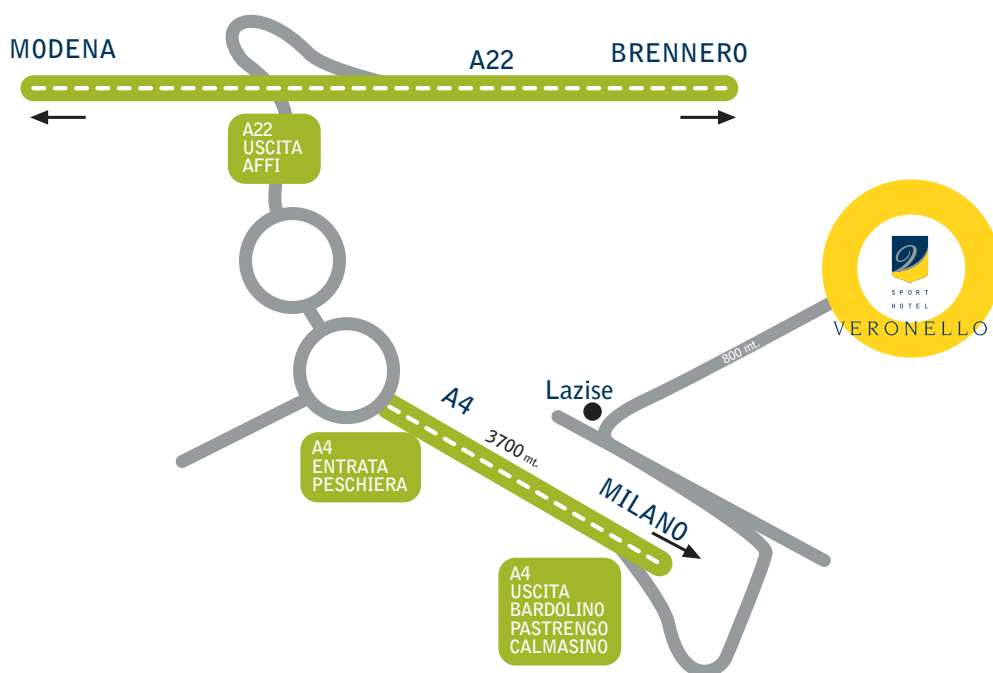 MODENA
A22
BRENNERO
A22
USCITA
AFFI
SPORT
HOTEL
VERONELLO
800 mt.
Lazise
A4
3700 mt.
A4
ENTRATA
PESCHIERA
MILANO
A4
USCITA
BARDOLINO
PASTRENGO
CALMASINO